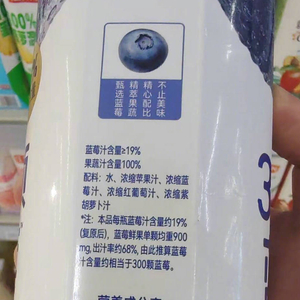 甄精精不
选萃心止
蓝果配美
莓蔬比味
蓝莓汁含量≥19%
果蔬汁含量100%
配料：水、浓缩苹果汁、浓缩蓝
莓汁、浓缩红葡萄汁、浓缩紫
胡萝卜汁
*注：本品每瓶蓝莓汁含量约19%
(复原后)，蓝莓鲜果单颗均重900
mg，出汁率约68%，由此推算蓝莓
汁含量约相当于300颗蓝莓。